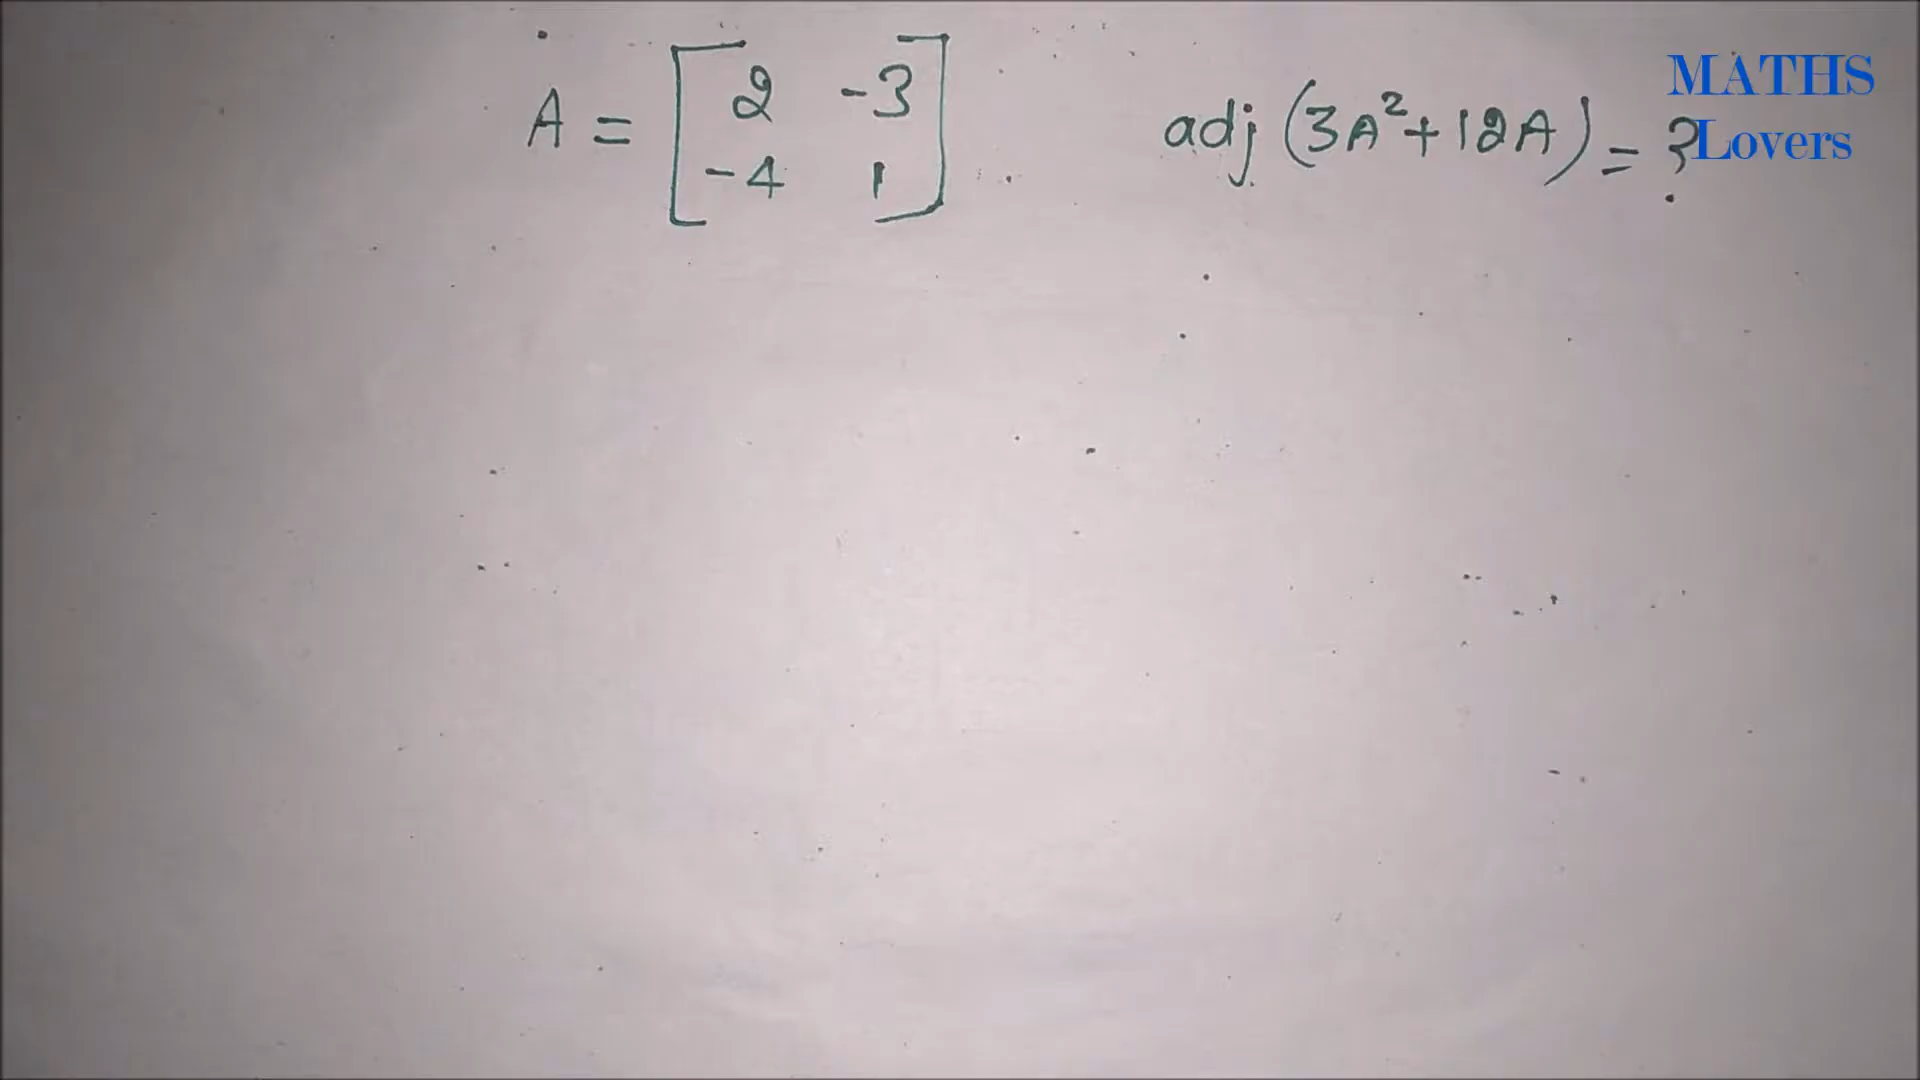 A = [2 -3
-4 1]
adj (3A²+12A) = ?
MATHS
Lovers